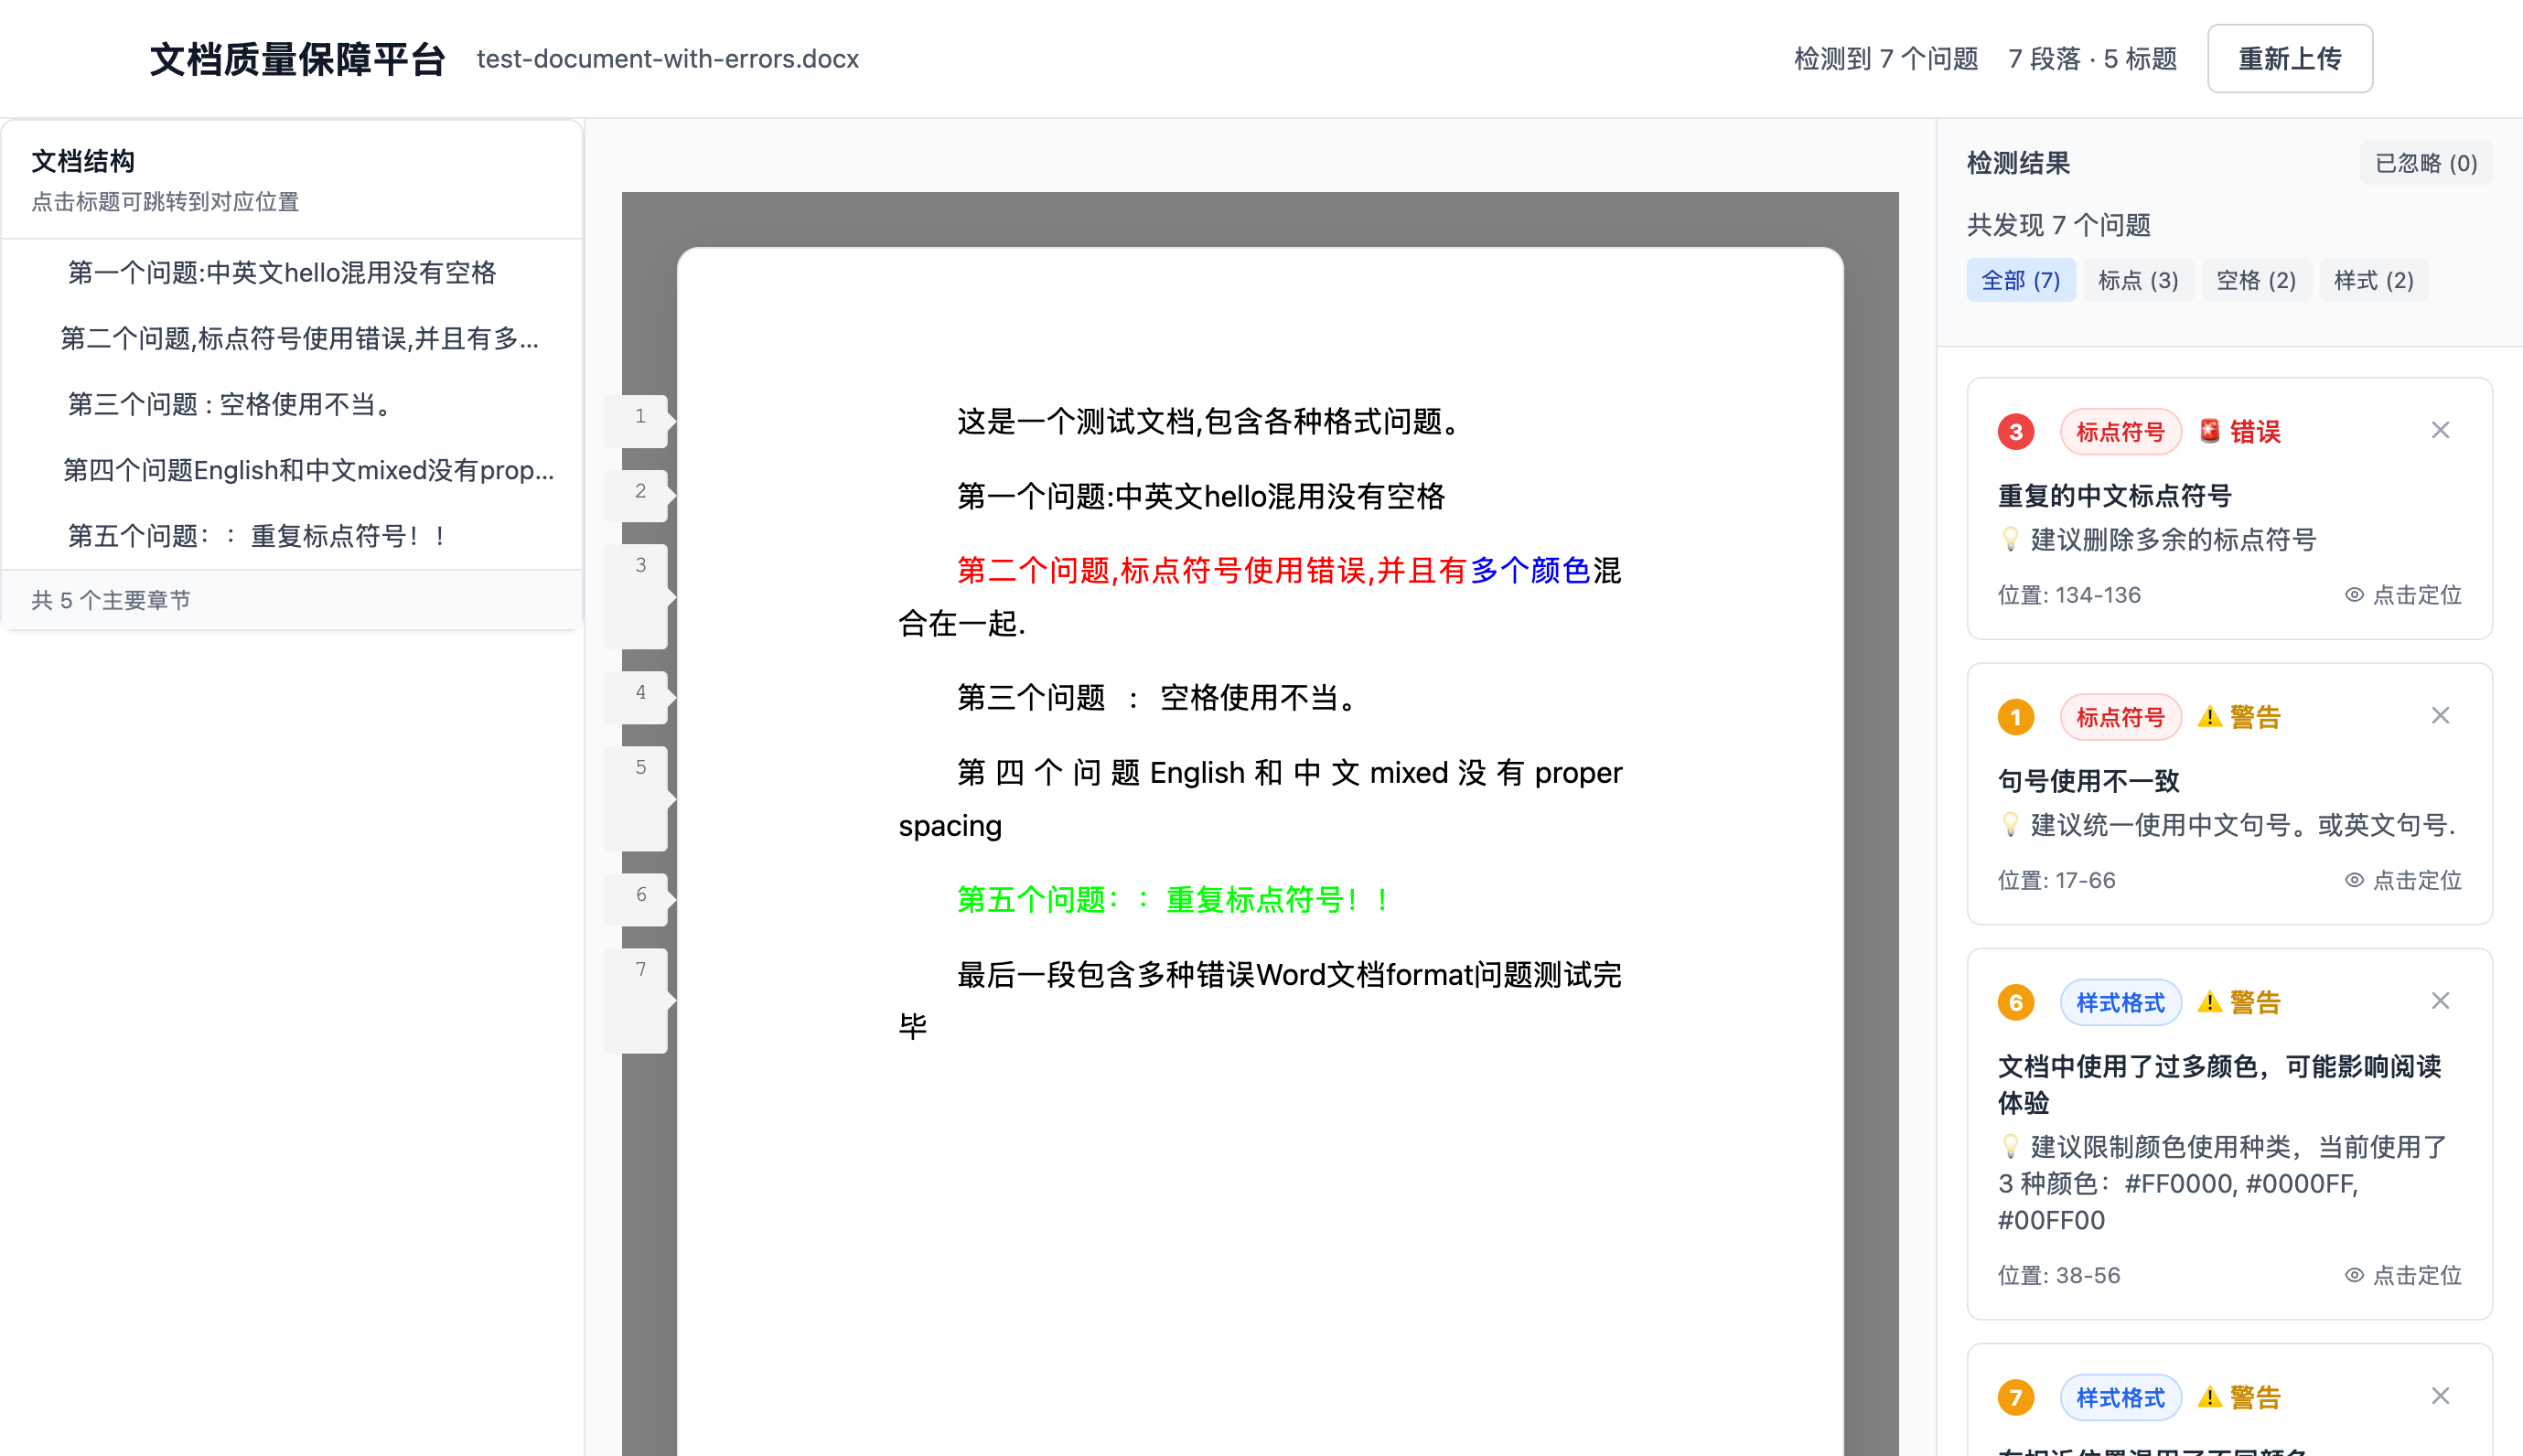 文档质量保障平台 test-document-with-errors.docx 检测到 7 个问题 7 段落 · 5 标题 重新上传
文档结构
点击标题可跳转到对应位置
第一个问题:中英文hello混用没有空格
第二个问题,标点符号使用错误,并且有多...
第三个问题 : 空格使用不当。
第四个问题English和中文mixed没有prop...
第五个问题：：重复标点符号！！
共 5 个主要章节
1
这是一个测试文档,包含各种格式问题。
2
第一个问题:中英文hello混用没有空格
3
第二个问题,标点符号使用错误,并且有多个颜色混
合在一起.
4
第三个问题 : 空格使用不当。
5
第四个问题English和中文mixed没有proper
spacing
6
第五个问题：：重复标点符号！！
7
最后一段包含多种错误Word文档format问题测试完
毕
检测结果 已忽略 (0)
共发现 7 个问题
全部 (7) 标点 (3) 空格 (2) 样式 (2)
3 标点符号 🚨 错误 ×
重复的中文标点符号
💡 建议删除多余的标点符号
位置: 134-136 点击定位
1 标点符号 ⚠️ 警告 ×
句号使用不一致
💡 建议统一使用中文句号。或英文句号.
位置: 17-66 点击定位
6 样式格式 ⚠️ 警告 ×
文档中使用了过多颜色，可能影响阅读
体验
💡 建议限制颜色使用种类，当前使用了
3 种颜色：#FF0000, #0000FF,
#00FF00
位置: 38-56 点击定位
7 样式格式 ⚠️ 警告 ×